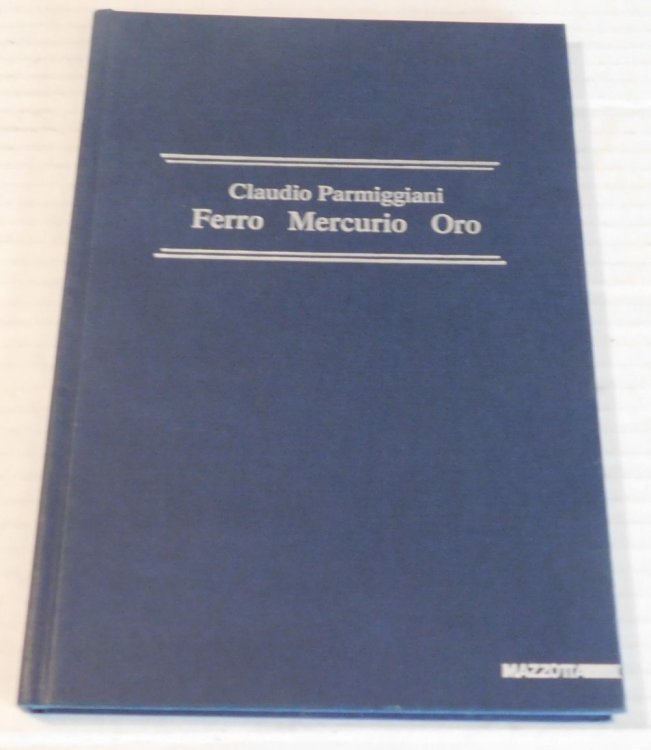 Claudio Parmiggiani
Ferro Mercurio Oro
MAZZOTTA